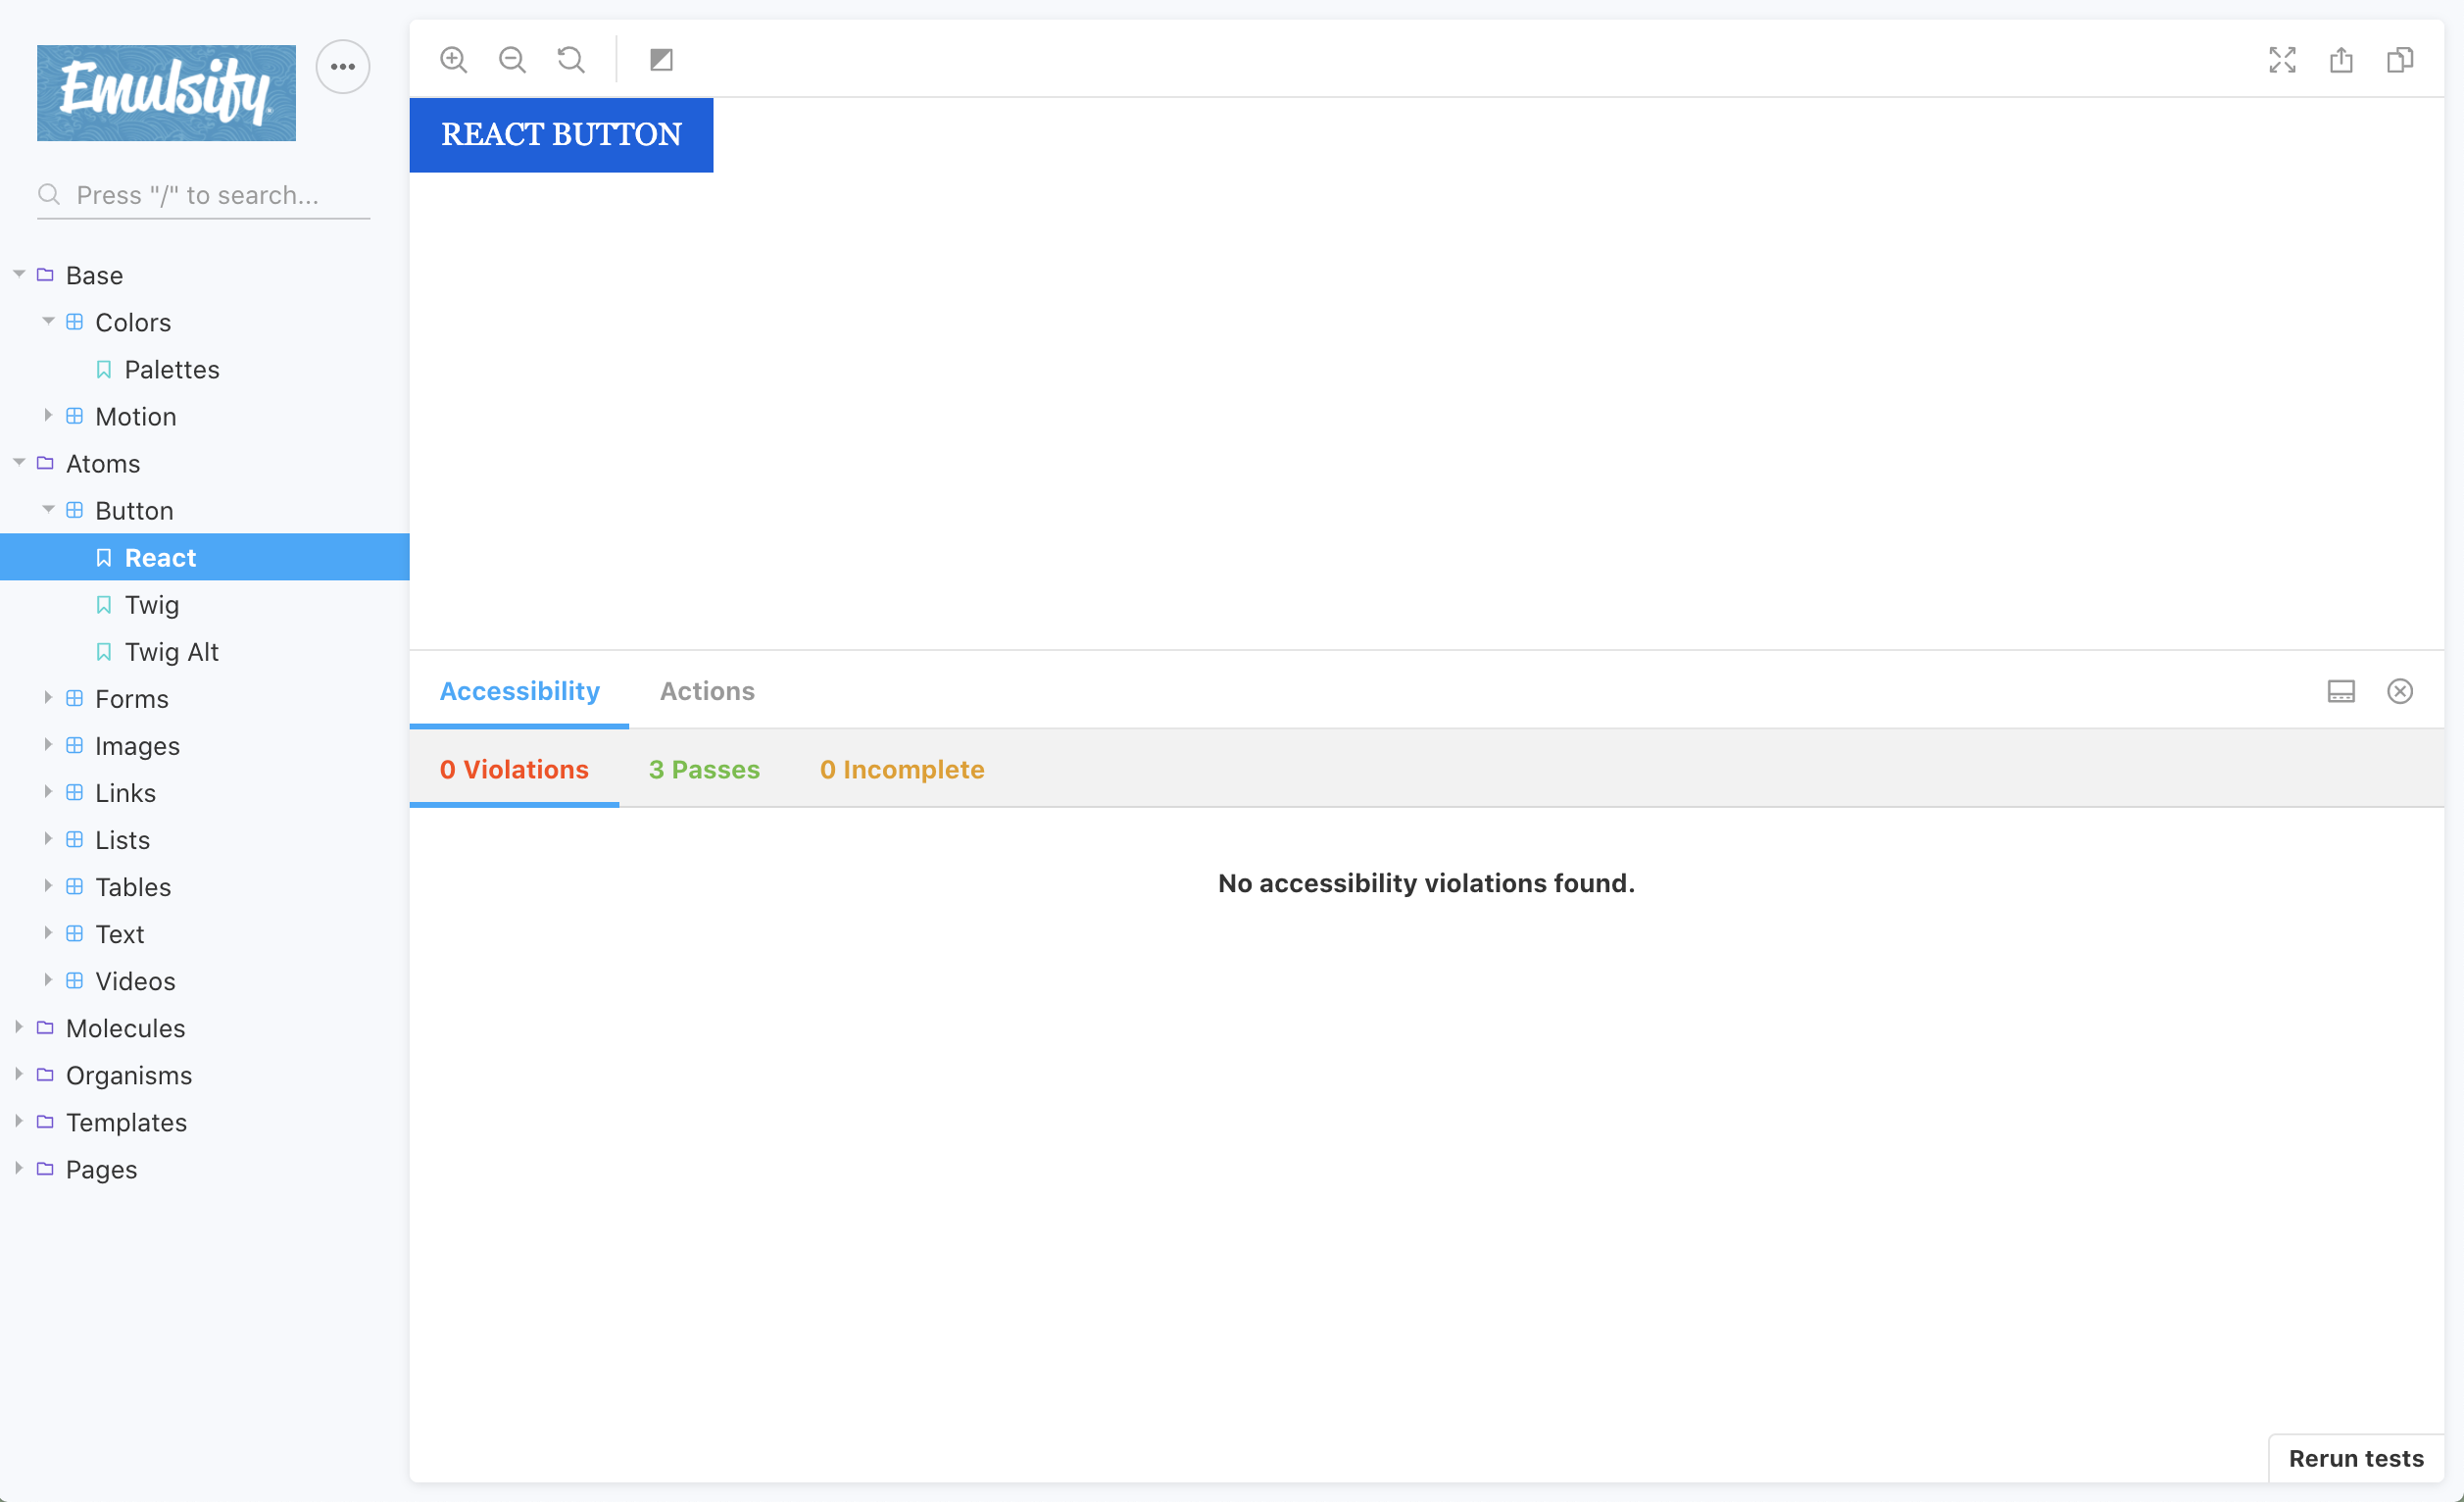 Emulsify
Press "/" to search...
Base
Colors
Palettes
Motion
Atoms
Button
React
Twig
Twig Alt
Forms
Images
Links
Lists
Tables
Text
Videos
Molecules
Organisms
Templates
Pages
REACT BUTTON
Accessibility Actions
0 Violations 3 Passes 0 Incomplete
No accessibility violations found.
Rerun tests